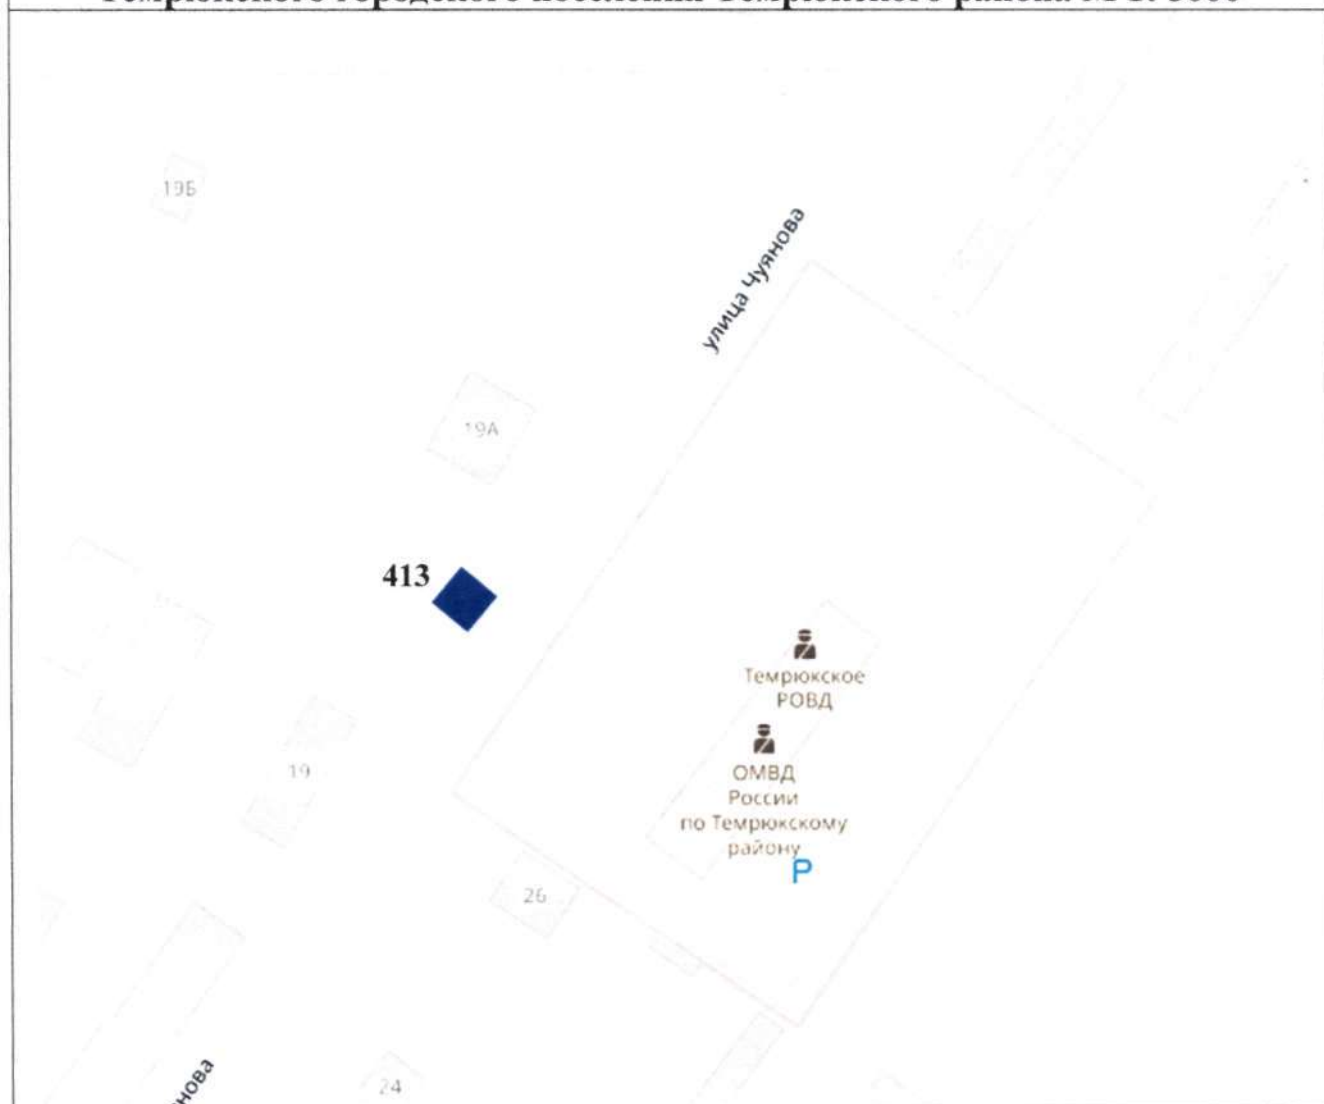 19Б
улица Чуянова
19А
413
Темрюкское
РОВД
ОМВД
России
по Темрюкскому
району
P
19
26
24
нова